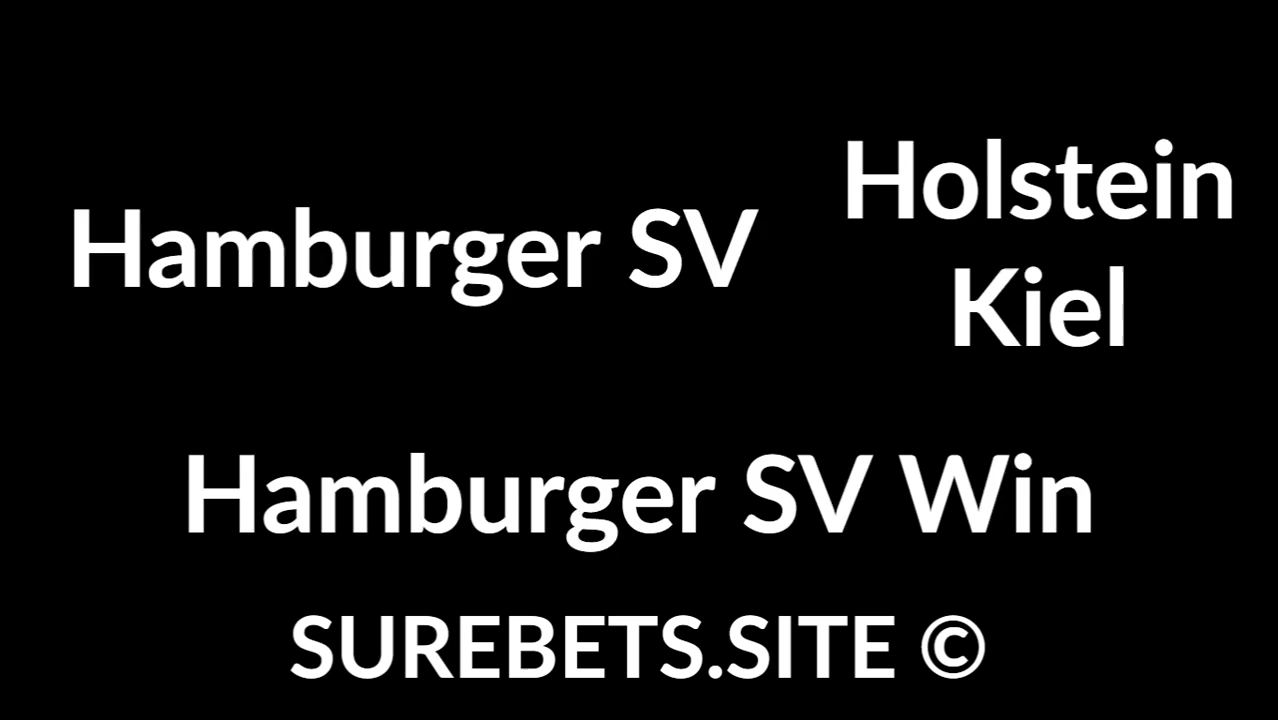 Hamburger SV
Holstein
Kiel
Hamburger SV Win
SUREBETS.SITE ©